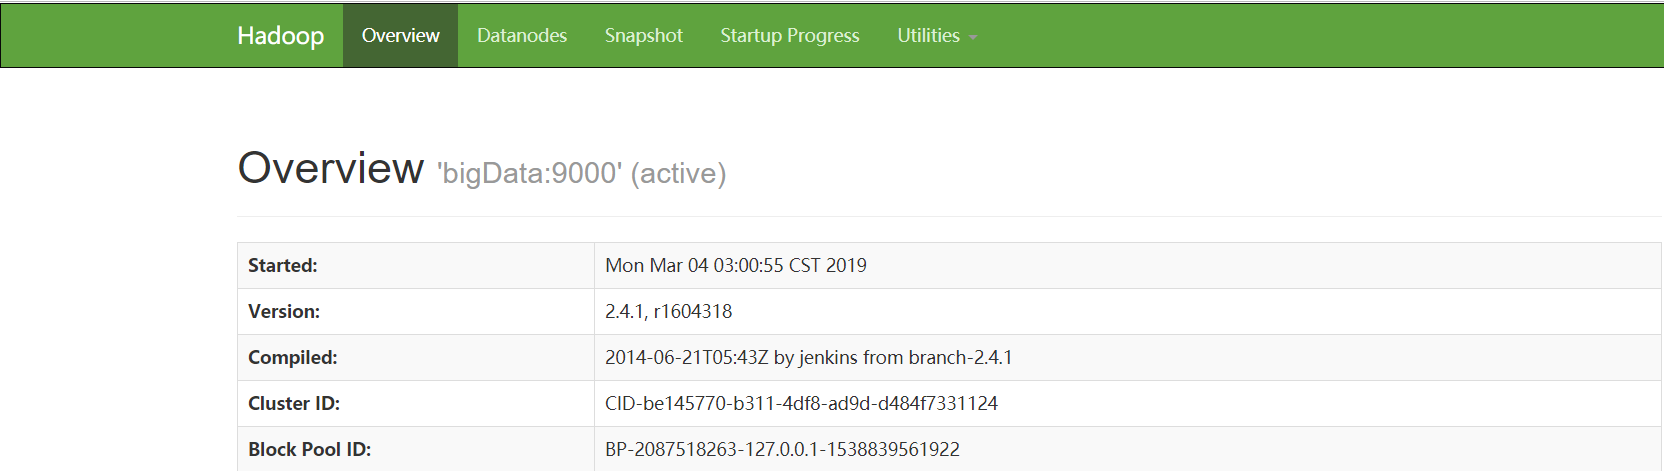 Hadoop Overview Datanodes Snapshot Startup Progress Utilities
Overview 'bigData:9000' (active)
Started: Mon Mar 04 03:00:55 CST 2019
Version: 2.4.1, r1604318
Compiled: 2014-06-21T05:43Z by jenkins from branch-2.4.1
Cluster ID: CID-be145770-b311-4df8-ad9d-d484f7331124
Block Pool ID: BP-2087518263-127.0.0.1-1538839561922